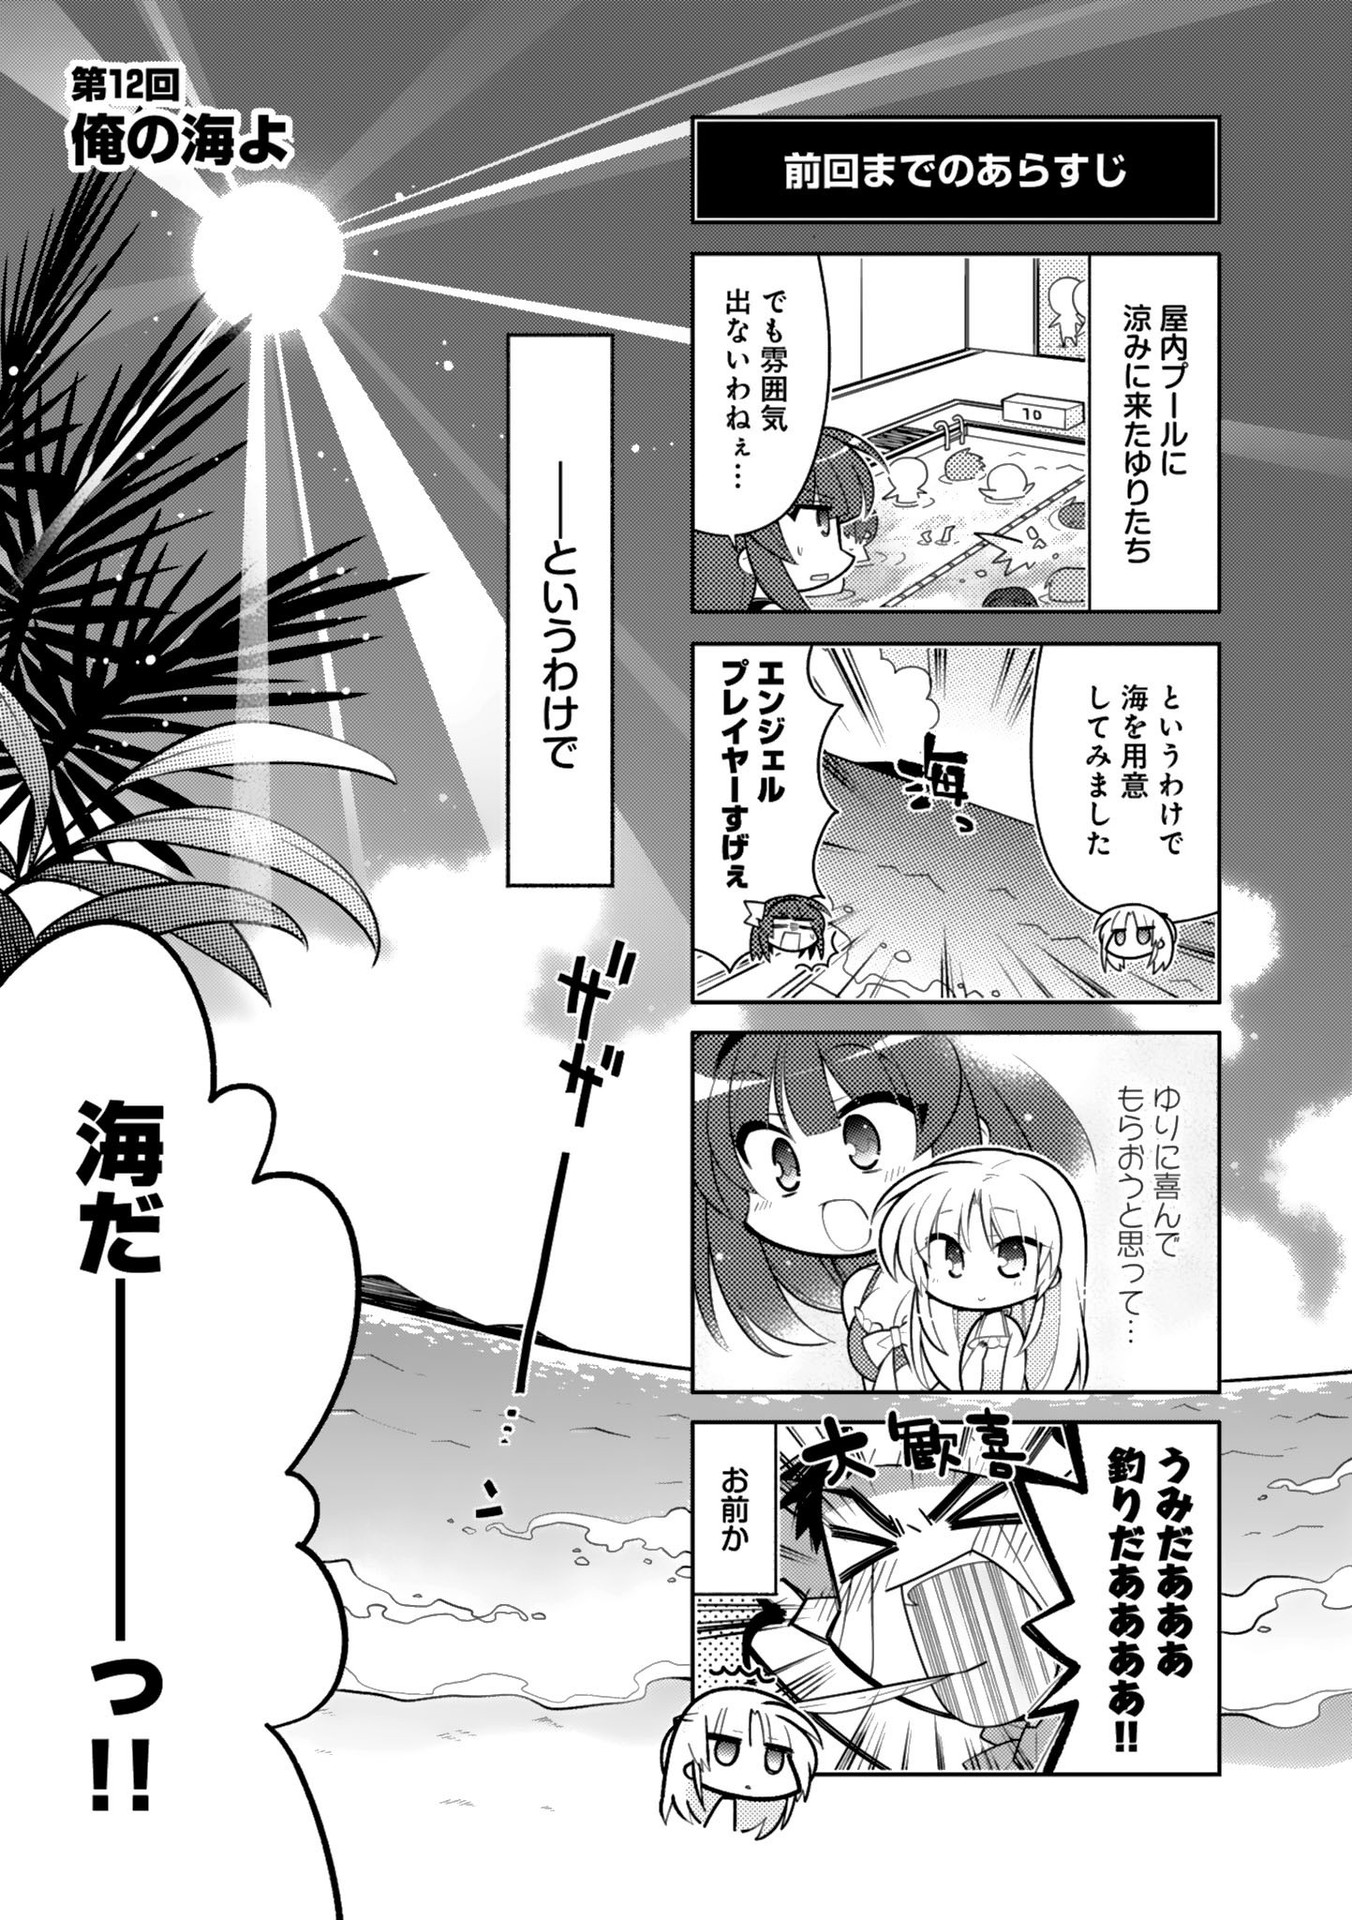 第12回
俺の海よ
前回までのあらすじ
屋内プールに
涼みに来たゆりたち
10
でも雰囲気
出ないわねぇ…
というわけで
海を用意
してみました
海っ
エンジェル
プレイヤーすげぇ
ゆりに喜んで
もらおうと思って…
うみだあああ
釣りだああああぁ!!
大歓喜
お前か
――というわけで
ザザーーン…
海だ――――っ!!